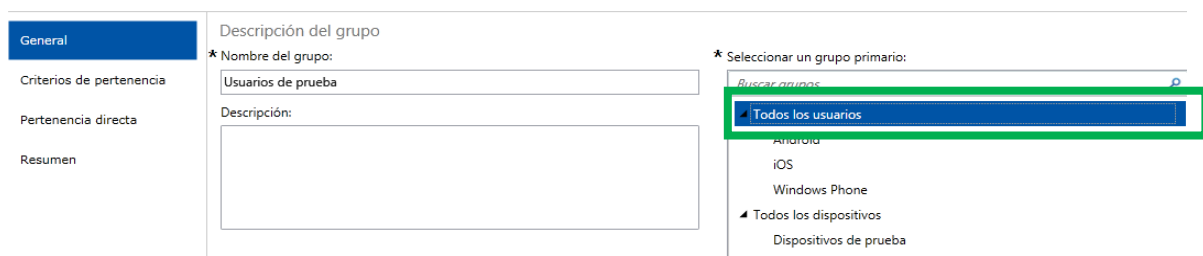 General
Criterios de pertenencia
Pertenencia directa
Resumen
Descripción del grupo
* Nombre del grupo:
Usuarios de prueba
Descripción:
* Seleccionar un grupo primario:
Buscar grupos
Todos los usuarios
Android
iOS
Windows Phone
Todos los dispositivos
Dispositivos de prueba